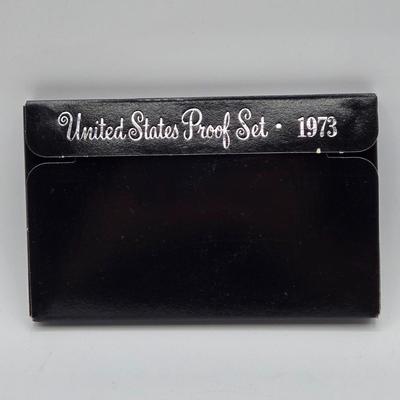 United States Proof Set · 1973